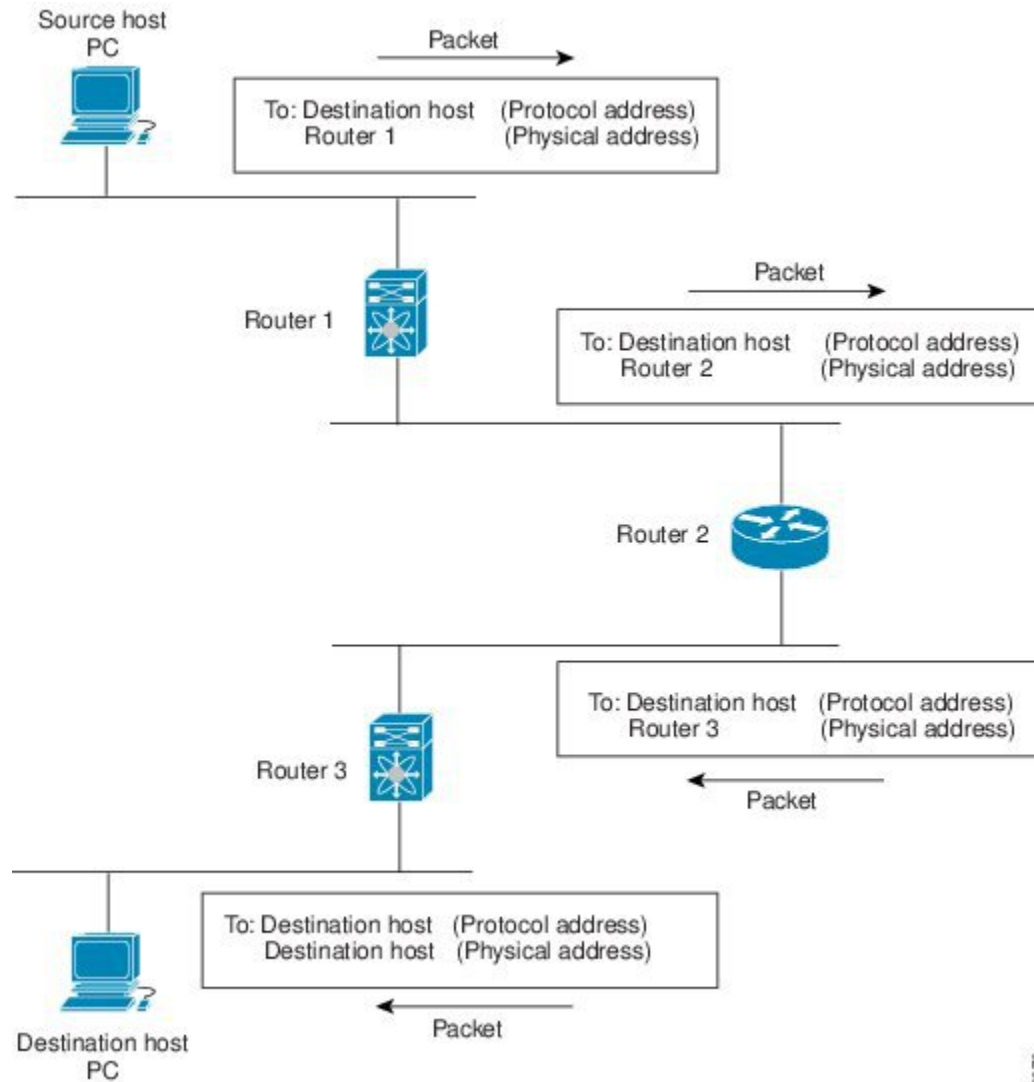 Source host
PC
Packet
To: Destination host (Protocol address)
Router 1 (Physical address)
Router 1
Packet
To: Destination host (Protocol address)
Router 2 (Physical address)
Router 2
To: Destination host (Protocol address)
Router 3 (Physical address)
Router 3
Packet
To: Destination host (Protocol address)
Destination host (Physical address)
Packet
Destination host
PC